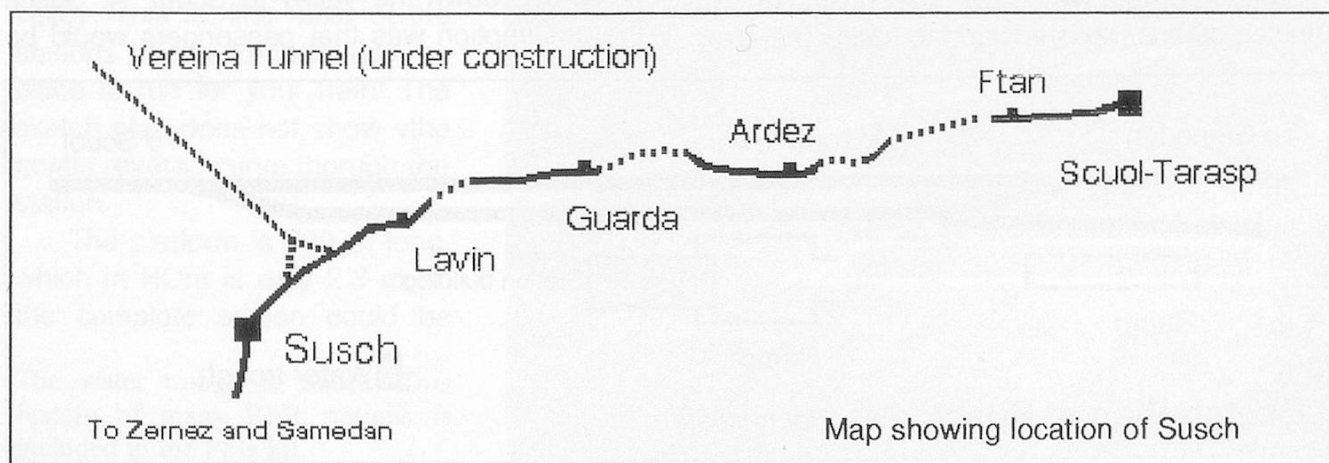 Vereina Tunnel (under construction)
Ftan
Ardez
Scuol-Tarasp
Guarda
Lavin
Susch
To Zernez and Samedan
Map showing location of Susch